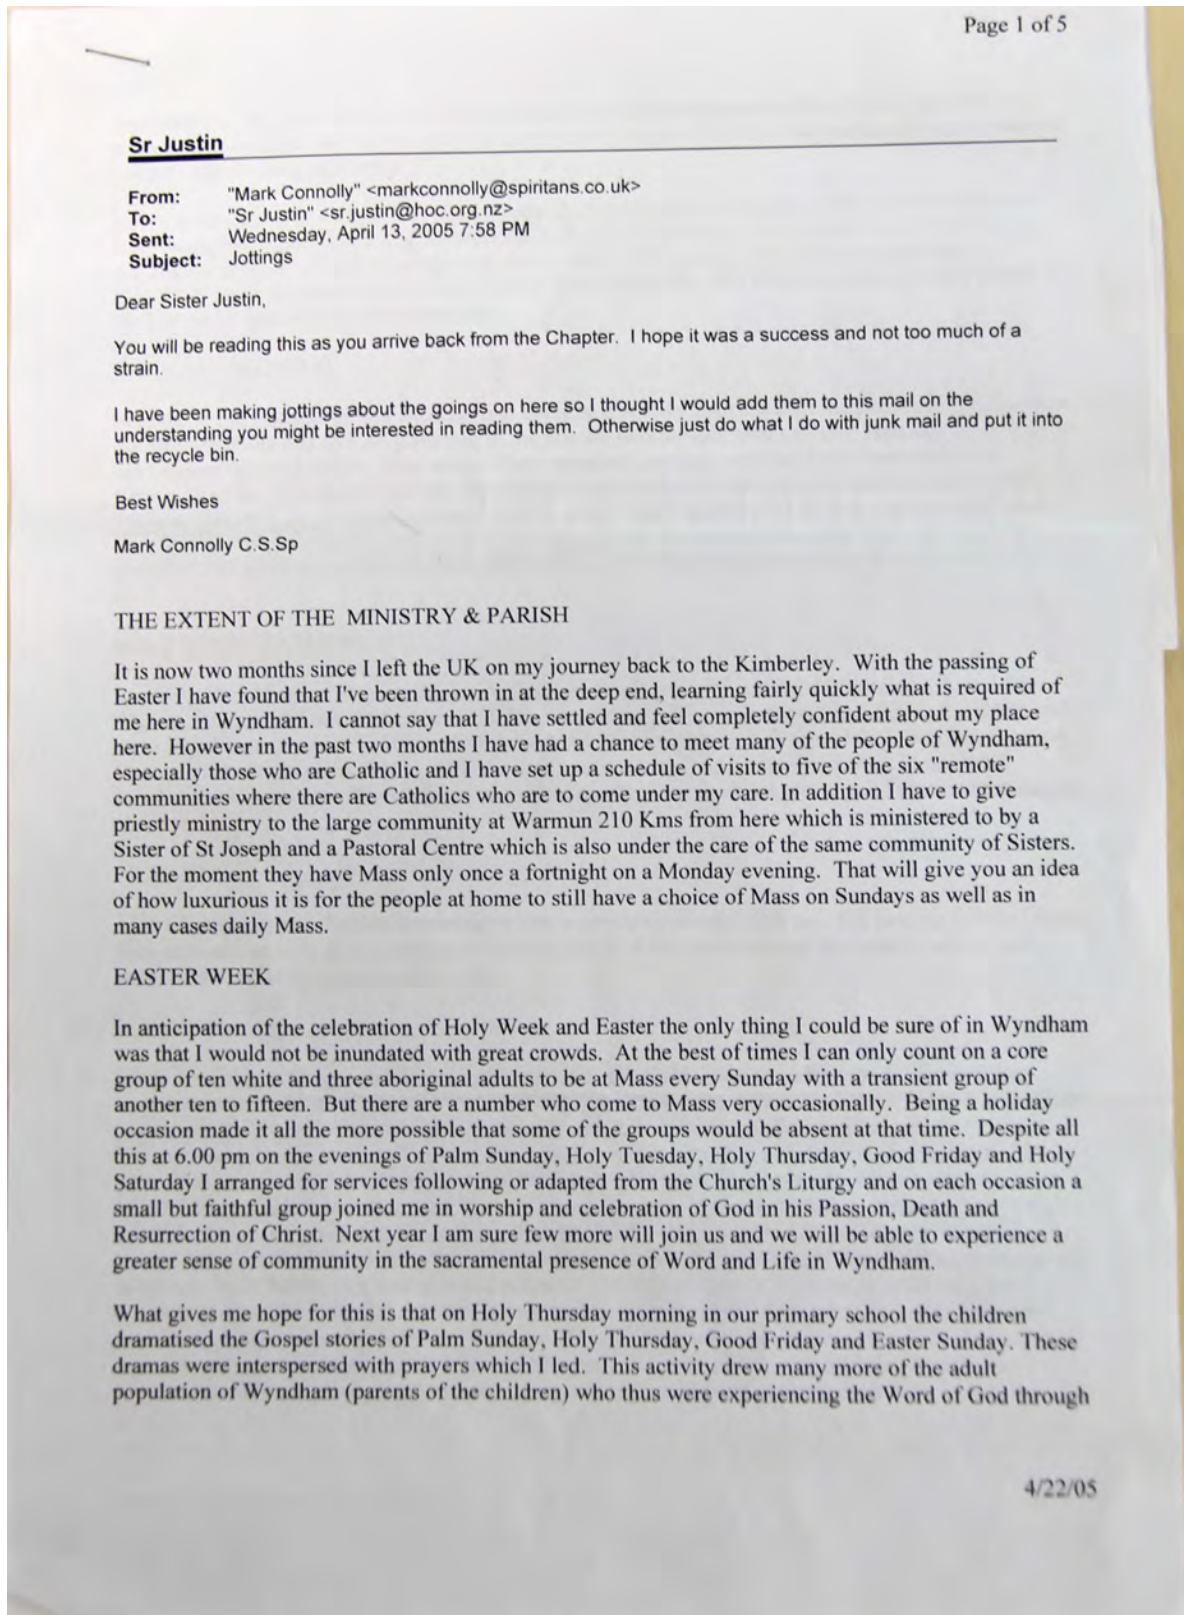 Page 1 of 5
Sr Justin
From: "Mark Connolly" <markconnolly@spiritans.co.uk>
To: "Sr Justin" <sr.justin@hoc.org.nz>
Sent: Wednesday, April 13, 2005 7:58 PM
Subject: Jottings
Dear Sister Justin,
You will be reading this as you arrive back from the Chapter.  I hope it was a success and not too much of a
strain.
I have been making jottings about the goings on here so I thought I would add them to this mail on the
understanding you might be interested in reading them.  Otherwise just do what I do with junk mail and put it into
the recycle bin.
Best Wishes
Mark Connolly C.S.Sp
THE EXTENT OF THE  MINISTRY & PARISH
It is now two months since I left the UK on my journey back to the Kimberley.  With the passing of
Easter I have found that I've been thrown in at the deep end, learning fairly quickly what is required of
me here in Wyndham.  I cannot say that I have settled and feel completely confident about my place
here.  However in the past two months I have had a chance to meet many of the people of Wyndham,
especially those who are Catholic and I have set up a schedule of visits to five of the six "remote"
communities where there are Catholics who are to come under my care. In addition I have to give
priestly ministry to the large community at Warmun 210 Kms from here which is ministered to by a
Sister of St Joseph and a Pastoral Centre which is also under the care of the same community of Sisters.
For the moment they have Mass only once a fortnight on a Monday evening.  That will give you an idea
of how luxurious it is for the people at home to still have a choice of Mass on Sundays as well as in
many cases daily Mass.
EASTER WEEK
In anticipation of the celebration of Holy Week and Easter the only thing I could be sure of in Wyndham
was that I would not be inundated with great crowds.  At the best of times I can only count on a core
group of ten white and three aboriginal adults to be at Mass every Sunday with a transient group of
another ten to fifteen.  But there are a number who come to Mass very occasionally.  Being a holiday
occasion made it all the more possible that some of the groups would be absent at that time.  Despite all
this at 6.00 pm on the evenings of Palm Sunday, Holy Tuesday, Holy Thursday, Good Friday and Holy
Saturday I arranged for services following or adapted from the Church's Liturgy and on each occasion a
small but faithful group joined me in worship and celebration of God in his Passion, Death and
Resurrection of Christ.  Next year I am sure few more will join us and we will be able to experience a
greater sense of community in the sacramental presence of Word and Life in Wyndham.
What gives me hope for this is that on Holy Thursday morning in our primary school the children
dramatised the Gospel stories of Palm Sunday, Holy Thursday, Good Friday and Easter Sunday. These
dramas were interspersed with prayers which I led.  This activity drew many more of the adult
population of Wyndham (parents of the children) who thus were experiencing the Word of God through
4/22/05